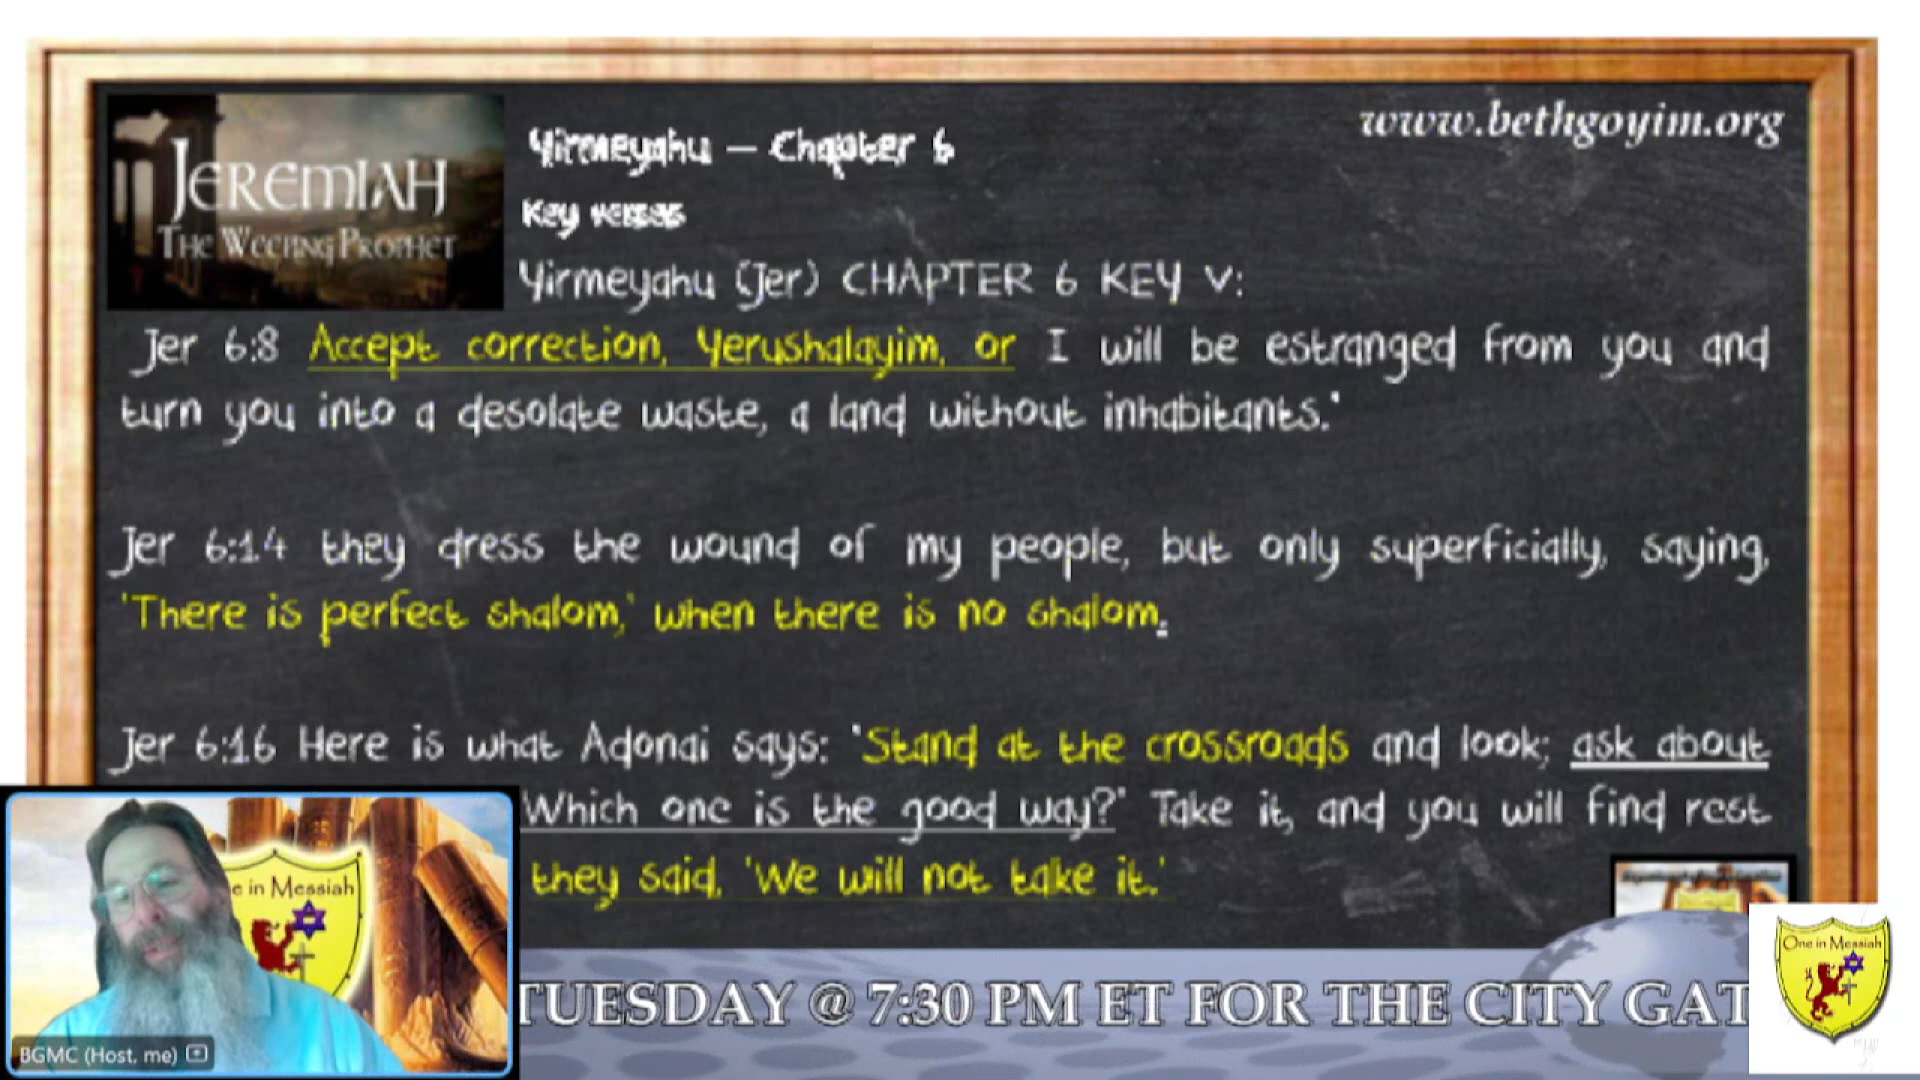 JEREMIAH
THE WEEPING PROPHET
www.bethgoyim.org
Yirmeyahu – Chapter 6
Key verses
Yirmeyahu (Jer) CHAPTER 6 KEY V:
Jer 6:8 Accept correction, Yerushalayim, or I will be estranged from you and
turn you into a desolate waste, a land without inhabitants.'
Jer 6:14 they dress the wound of my people, but only superficially, saying,
'There is perfect shalom,' when there is no shalom.
Jer 6:16 Here is what Adonai says: 'Stand at the crossroads and look; ask about
Which one is the good way?' Take it, and you will find rest
they said, 'We will not take it.'
e in Messiah
BGMC (Host, me)
TUESDAY @ 7:30 PM ET FOR THE CITY GAT
One in Messiah